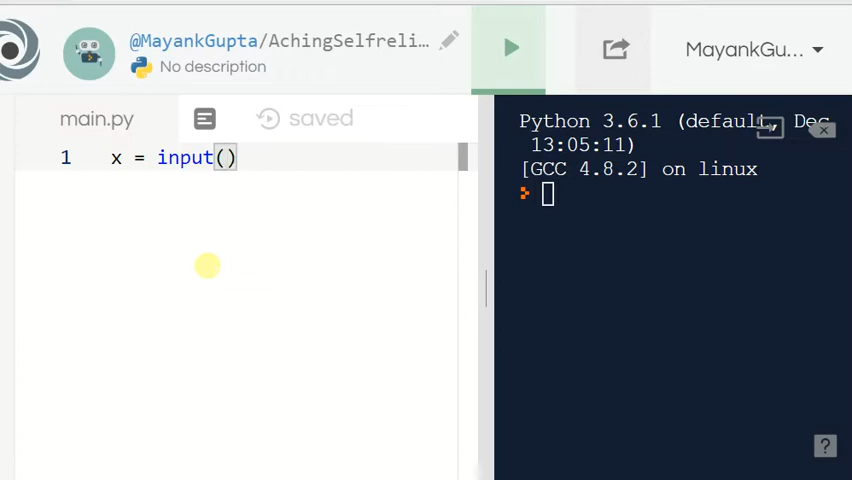 @MayankGupta/AchingSelfreli...
No description
MayankGu...
main.py
saved
1 x = input()
Python 3.6.1 (default, Dec
13:05:11)
[GCC 4.8.2] on linux
?